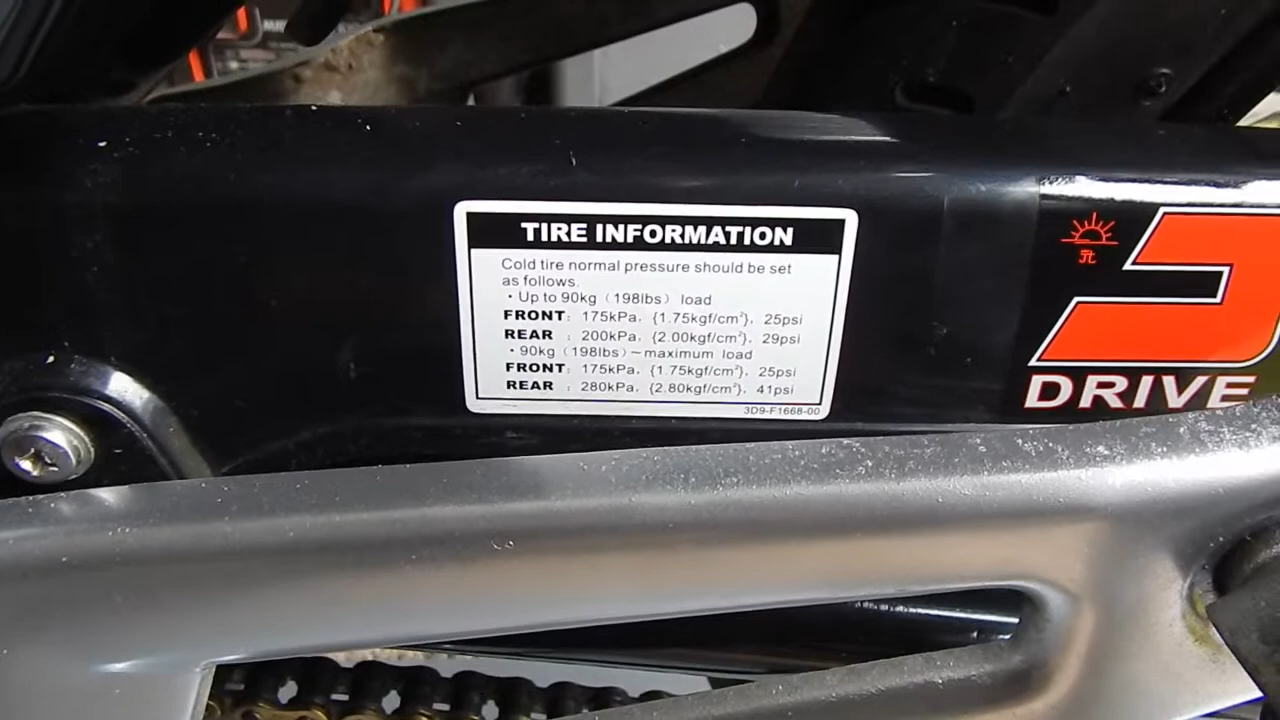 TIRE INFORMATION
Cold tire normal pressure should be set
as follows.
・Up to 90kg（198lbs）load
FRONT: 175kPa, {1.75kgf/cm²}, 25psi
REAR : 200kPa, {2.00kgf/cm²}, 29psi
・90kg（198lbs）~maximum load
FRONT: 175kPa, {1.75kgf/cm²}, 25psi
REAR : 280kPa, {2.80kgf/cm²}, 41psi
3D9-F1668-00
DRIVE